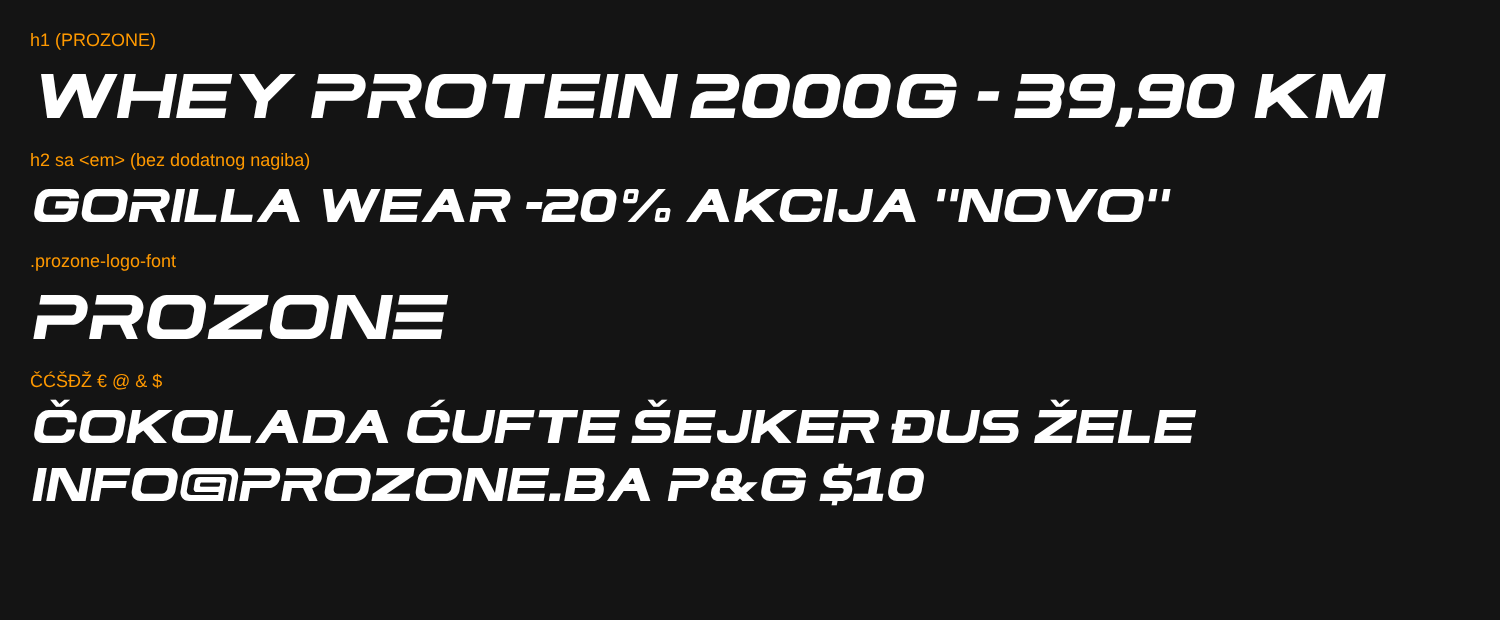 h1 (PROZONE)
WHEY PROTEIN 2000G - 39,90 KM
h2 sa <em> (bez dodatnog nagiba)
GORILLA WEAR -20% AKCIJA "NOVO"
.prozone-logo-font
PROZONE
ČĆŠĐŽ € @ & $
ČOKOLADA ĆUFTE ŠEJKER ĐUS ŽELE
INFO@PROZONE.BA P&G $10